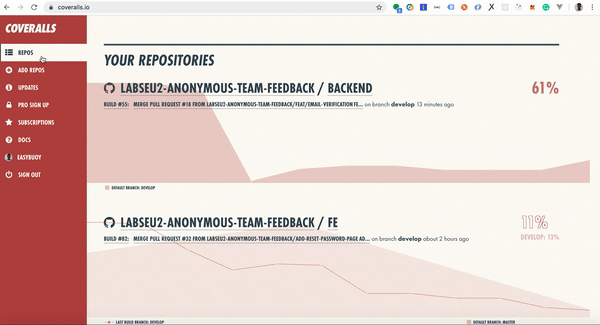 coveralls.io
COVERALLS
REPOS
ADD REPOS
UPDATES
PRO SIGN UP
SUBSCRIPTIONS
DOCS
EASYBUOY
SIGN OUT
YOUR REPOSITORIES
LABSEU2-ANONYMOUS-TEAM-FEEDBACK / BACKEND
61%
BUILD #55: MERGE PULL REQUEST #18 FROM LABSEU2-ANONYMOUS-TEAM-FEEDBACK/FEAT/EMAIL-VERIFICATION FE... on branch develop 13 minutes ago
DEFAULT BRANCH: DEVELOP
LABSEU2-ANONYMOUS-TEAM-FEEDBACK / FE
11%
DEVELOP: 13%
BUILD #82: MERGE PULL REQUEST #32 FROM LABSEU2-ANONYMOUS-TEAM-FEEDBACK/ADD-RESET-PASSWORD-PAGE AD... on branch develop about 2 hours ago
LAST BUILD BRANCH: DEVELOP
DEFAULT BRANCH: MASTER